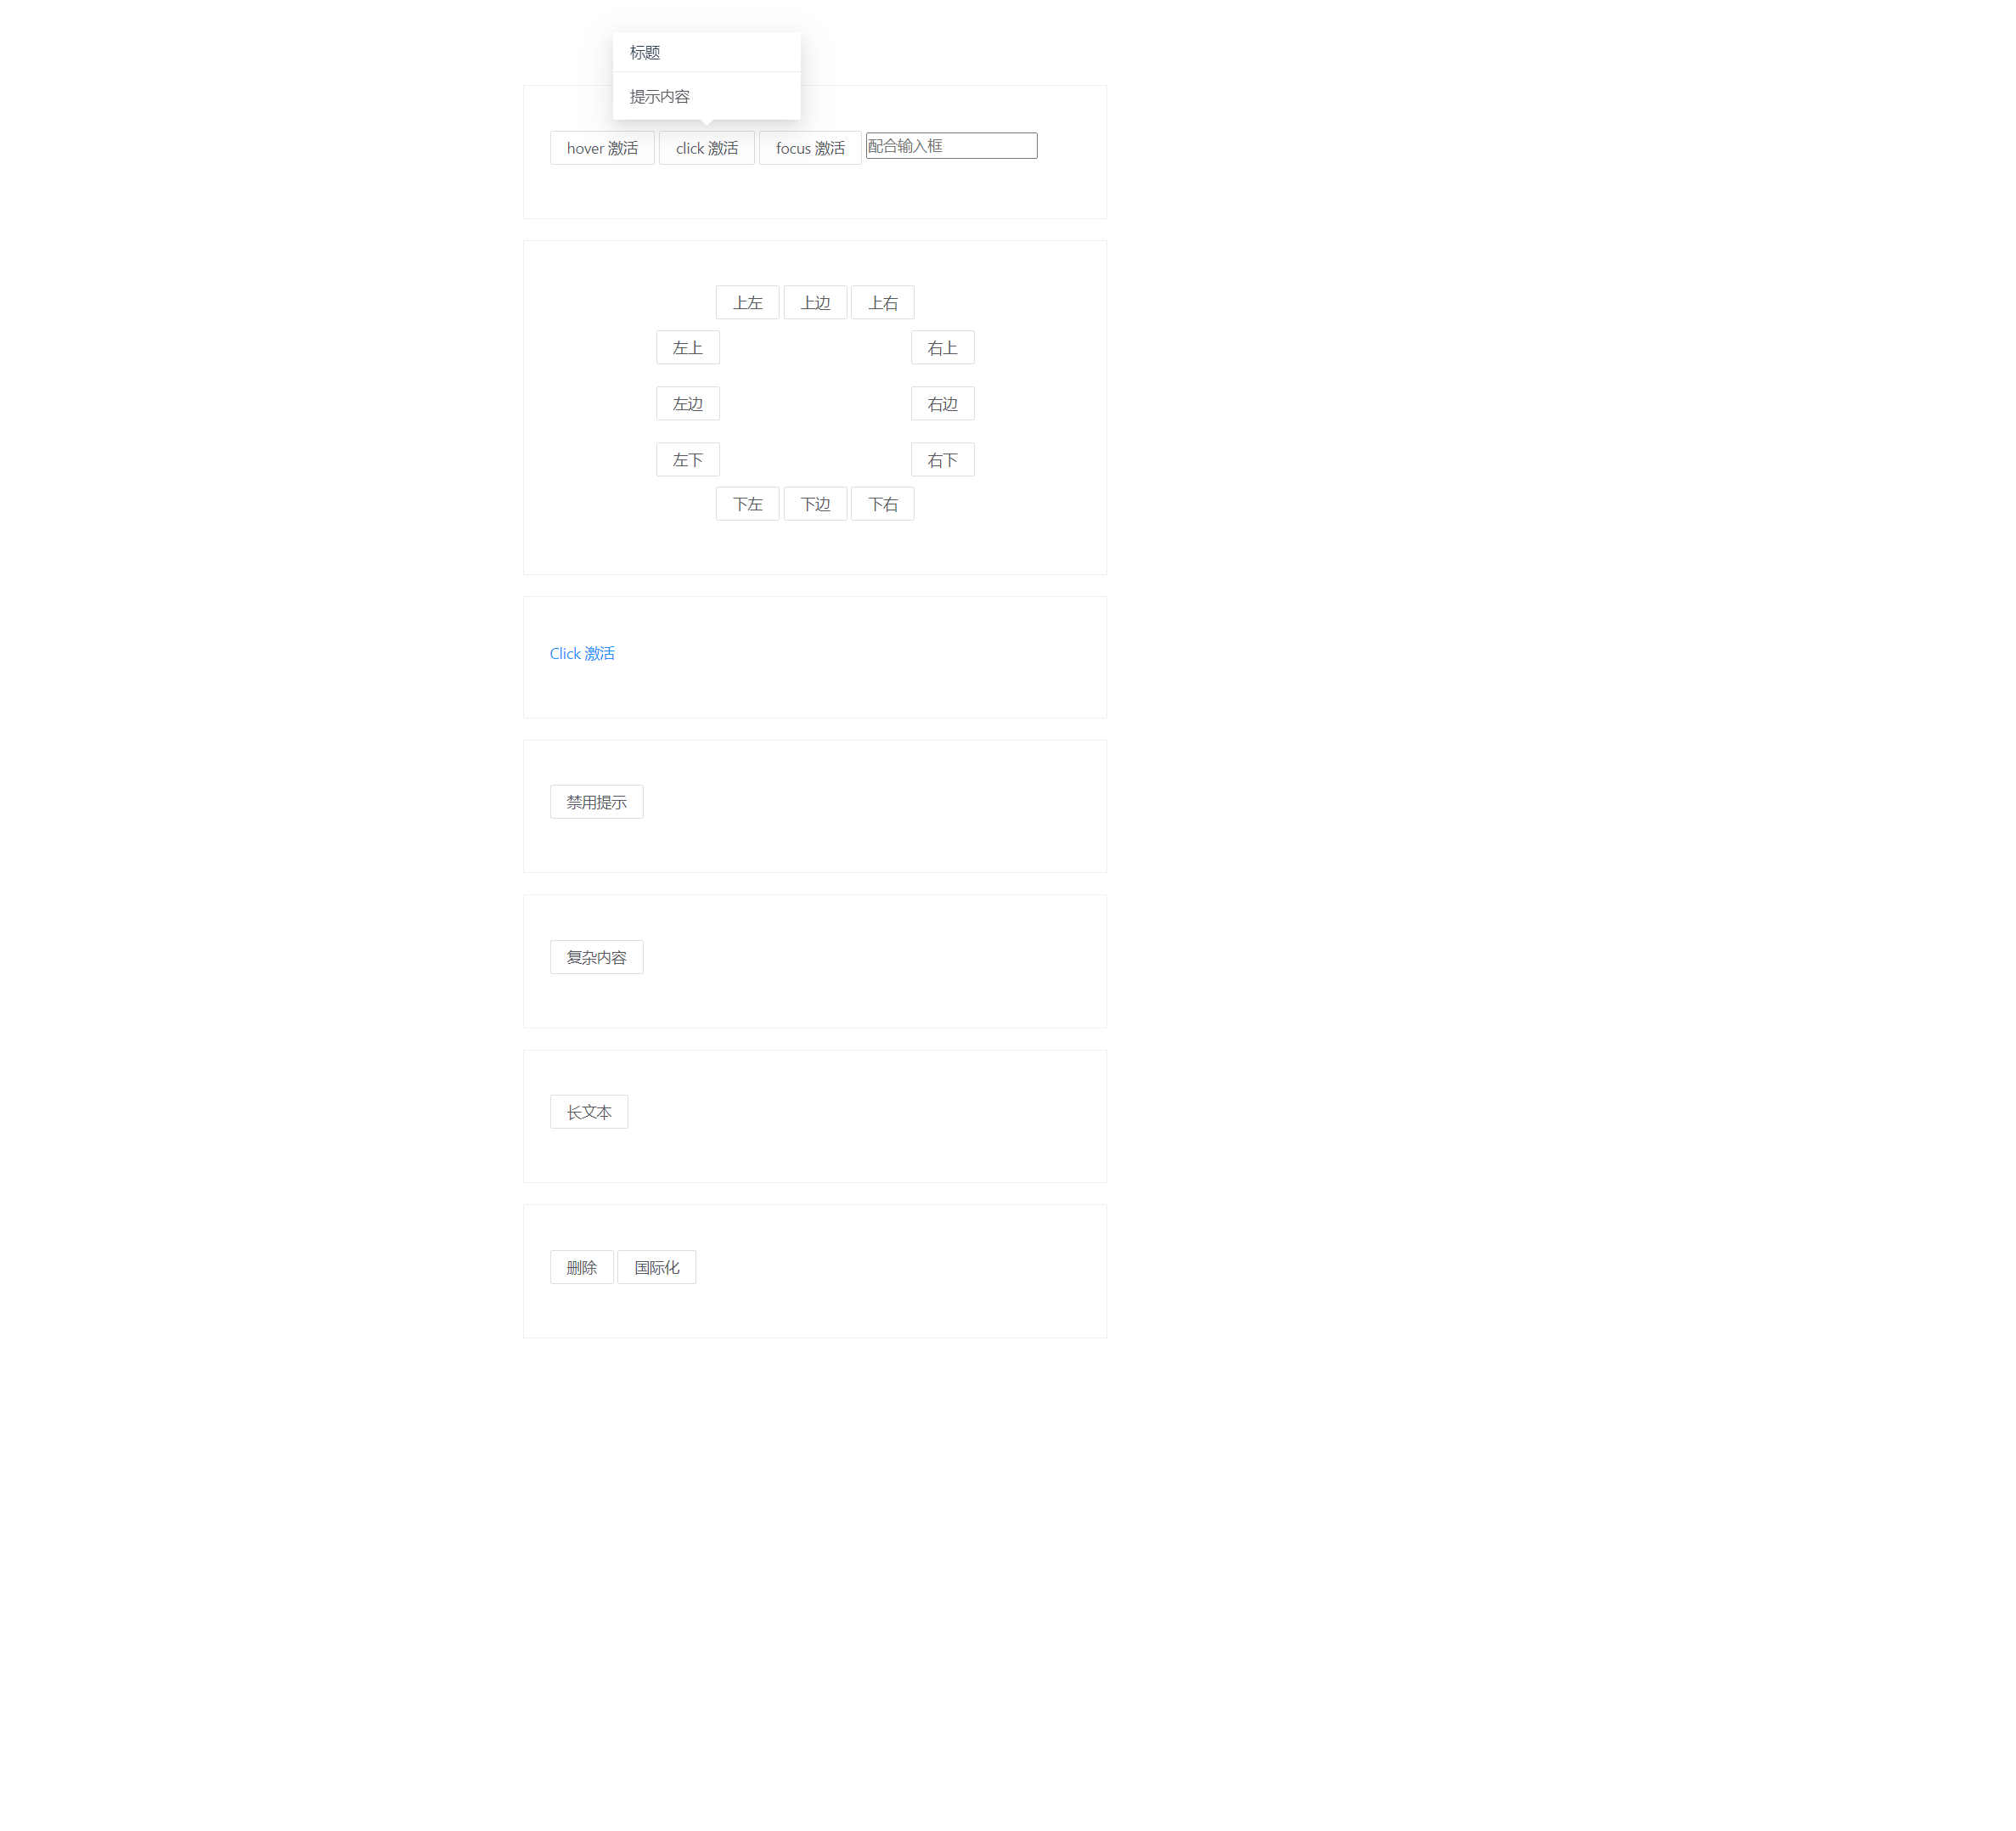 标题
提示内容
hover 激活 click 激活 focus 激活 配合输入框
上左 上边 上右
左上 右上
左边 右边
左下 右下
下左 下边 下右
Click 激活
禁用提示
复杂内容
长文本
删除 国际化